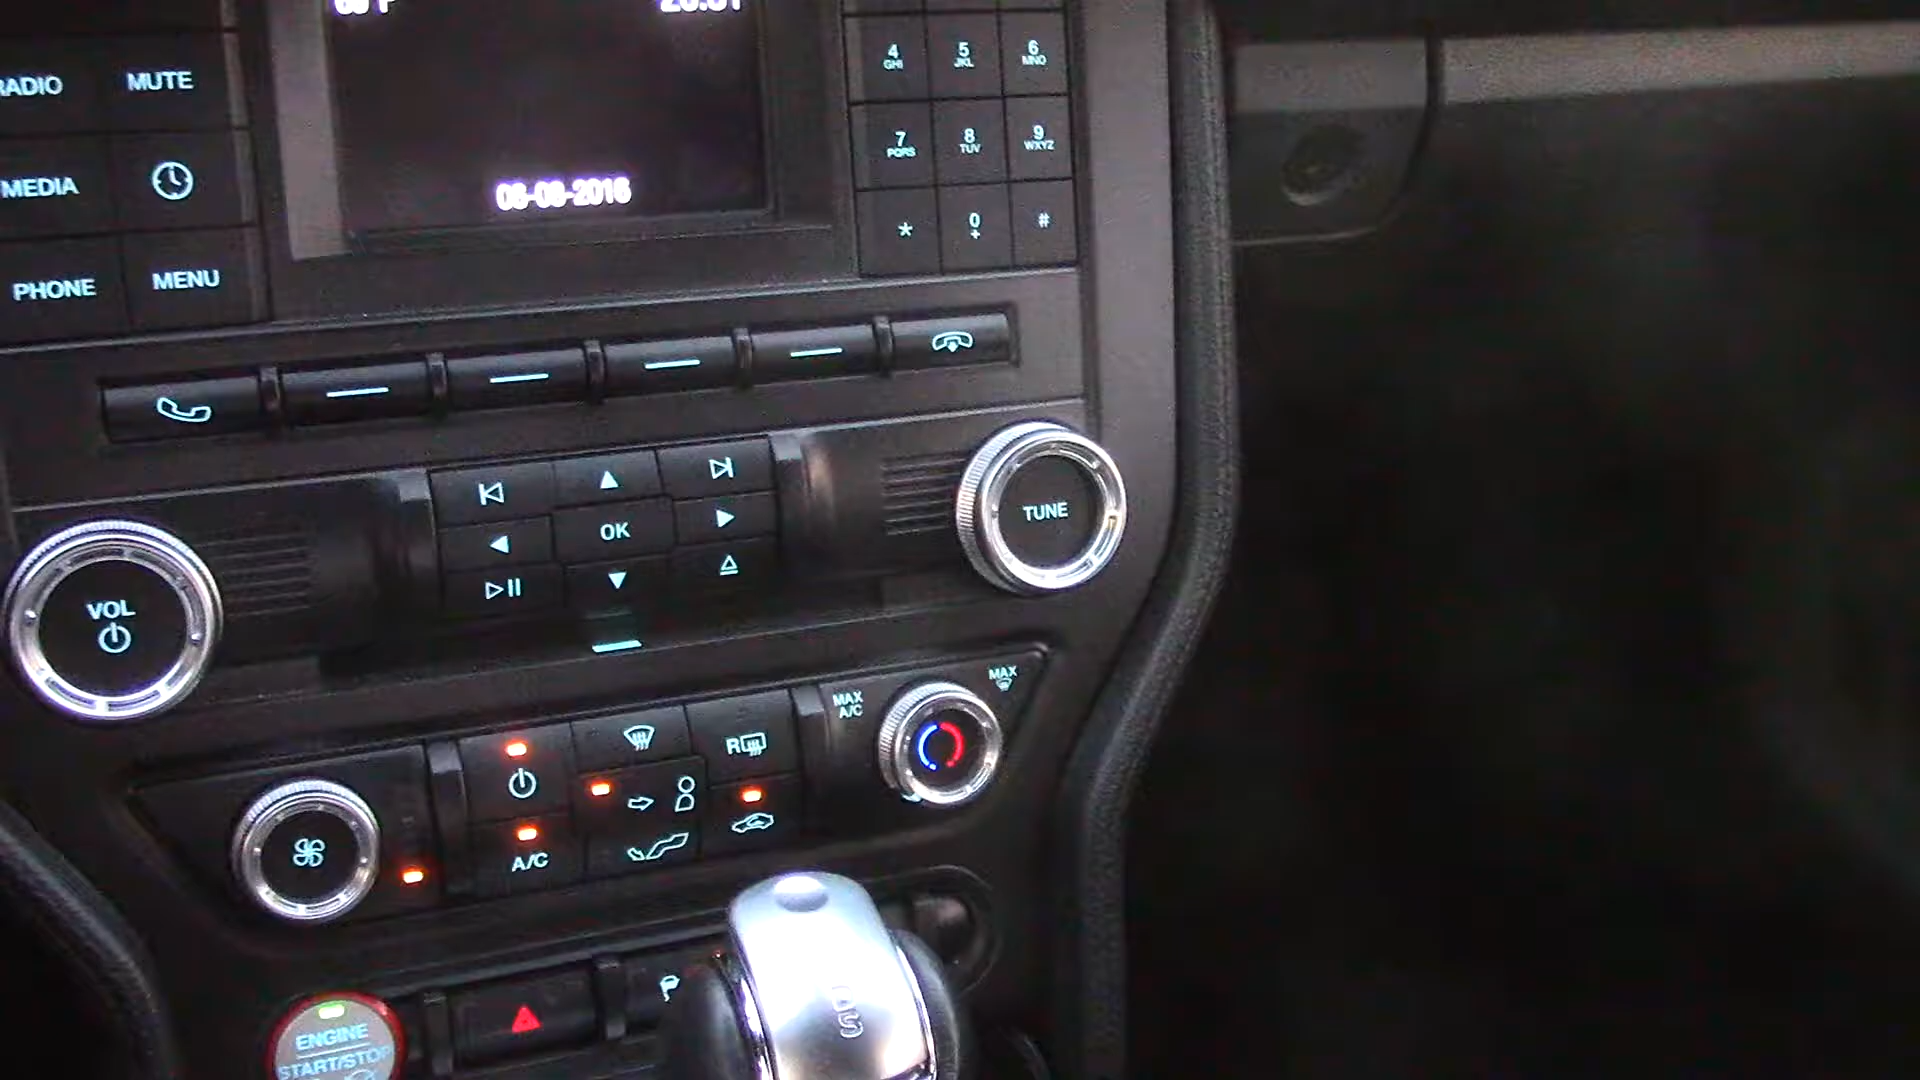 RADIO
MUTE
4
GHI
5
JKL
6
MNO
MEDIA
7
PQRS
8
TUV
9
WXYZ
06-08-2016
*
0
+
#
PHONE
MENU
OK
TUNE
VOL
MAX
A/C
MAX
R
A/C
ENGINE
START/STOP